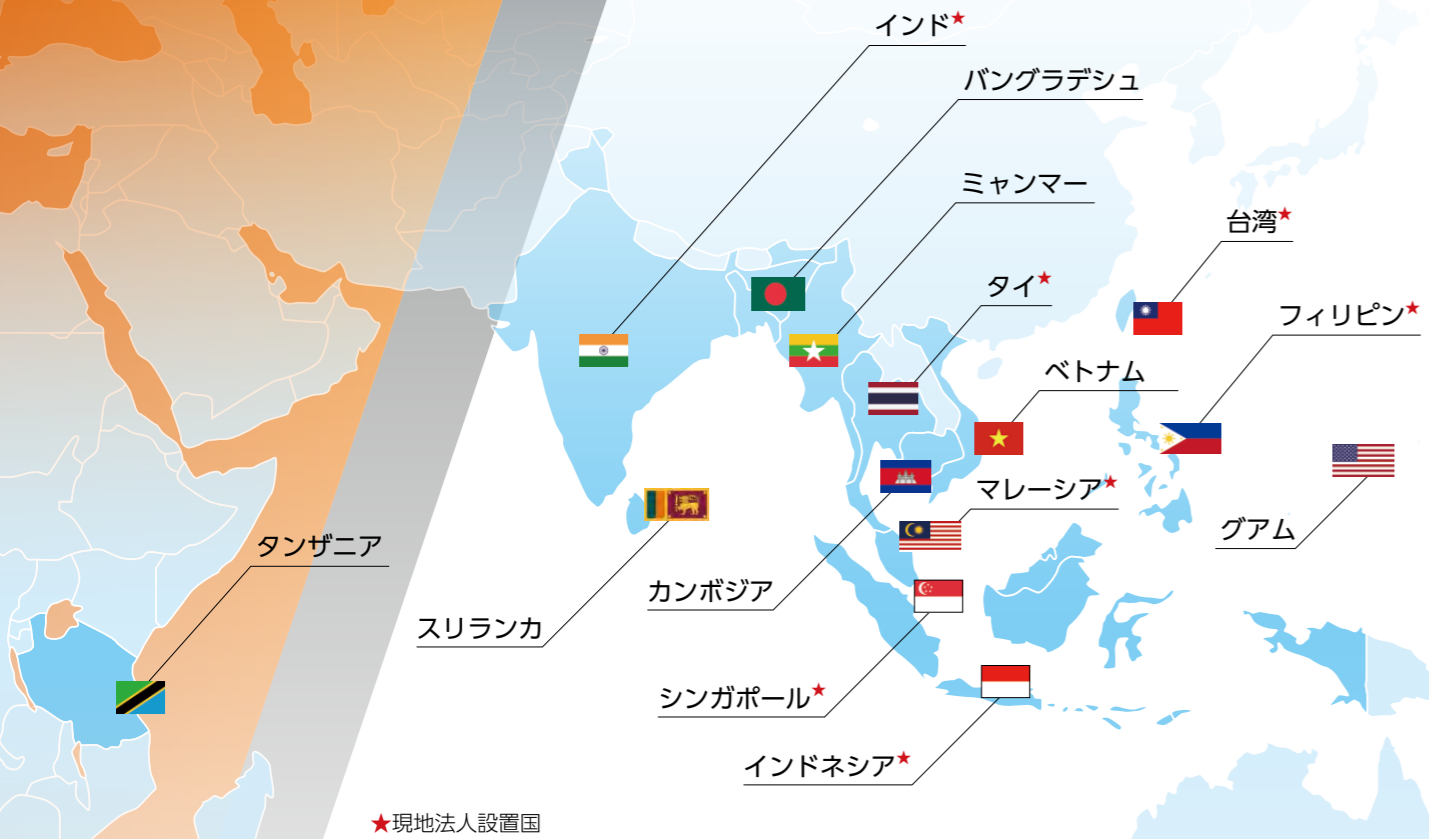 インド★
バングラデシュ
ミャンマー
台湾★
タイ★
フィリピン★
ベトナム
マレーシア★
グアム
タンザニア
カンボジア
スリランカ
シンガポール★
インドネシア★
★現地法人設置国